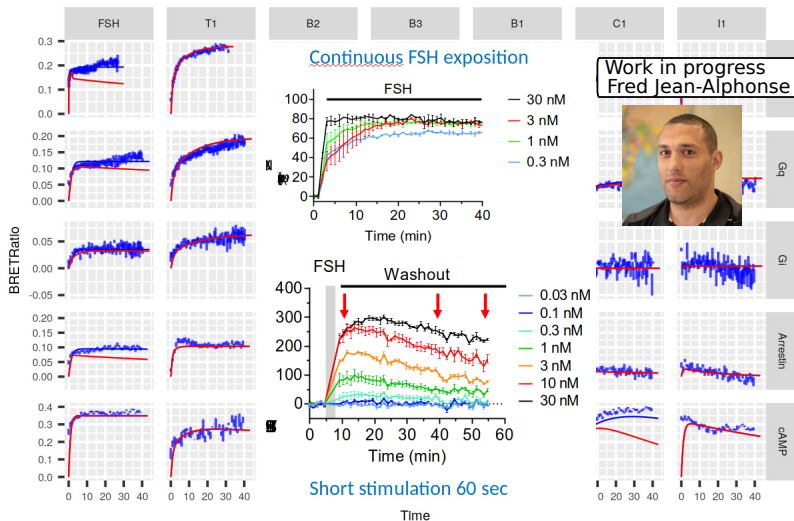 FSH T1 B2 B3 B1 C1 I1
Continuous FSH exposition
Work in progress
Fred Jean-Alphonse
FSH
100
80
60
40
20
0
0 10 20 30 40
Time (min)
30 nM
3 nM
1 nM
0.3 nM
FSH
Washout
400
300
200
100
0
0 10 20 30 40 50 60
Time (min)
0.03 nM
0.1 nM
0.3 nM
1 nM
3 nM
10 nM
30 nM
Short stimulation 60 sec
BRETRatio
0.3
0.2
0.1
0.0
0.20
0.15
0.10
0.05
0.00
0.05
0.00
-0.05
0.20
0.15
0.10
0.05
0.00
0.4
0.3
0.2
0.1
0.0
Gq
Gi
Arrestin
cAMP
0 10 20 30 40
0 10 20 30 40
10 20 30 40
0 10 20 30 40
Time